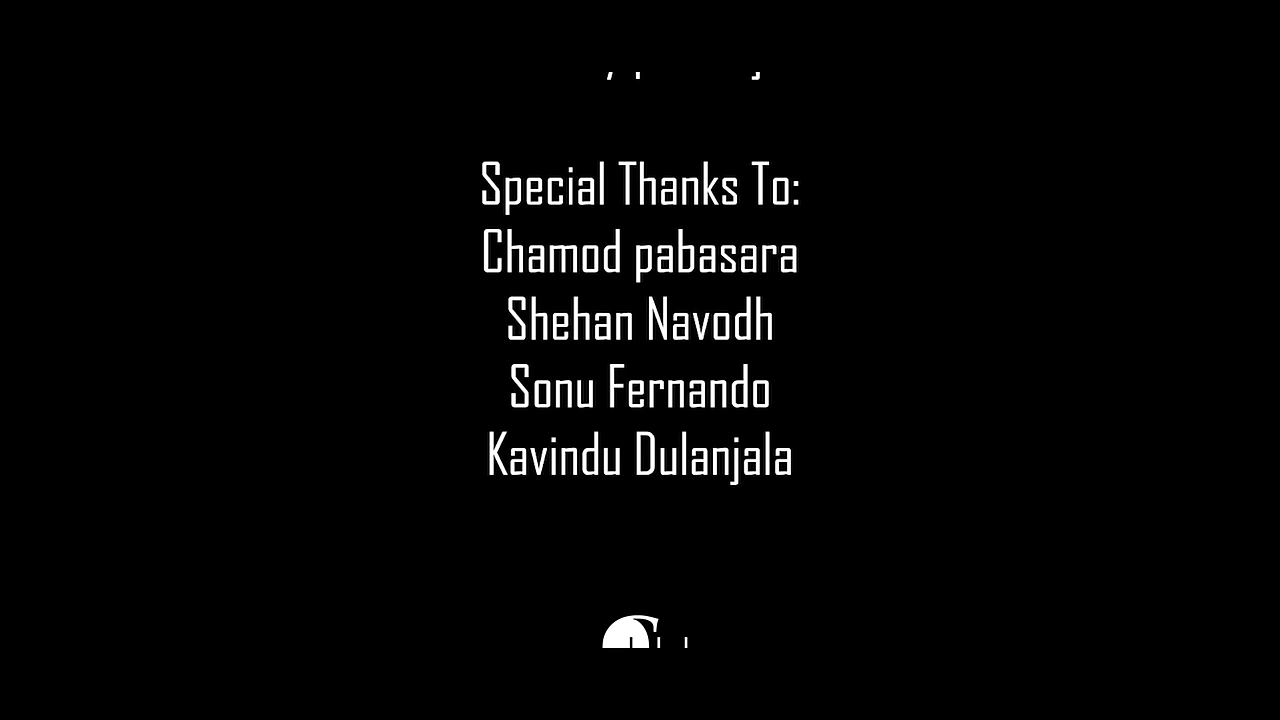 Special Thanks To:
Chamod pabasara
Shehan Navodh
Sonu Fernando
Kavindu Dulanjala